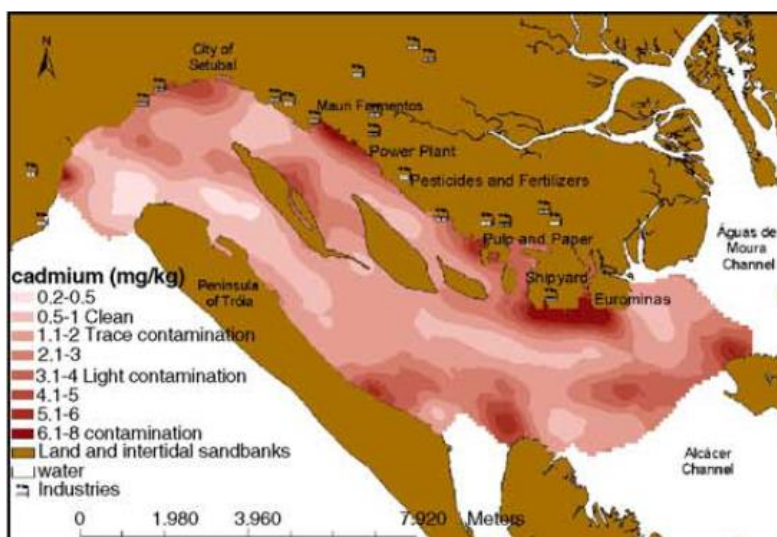 N
City of
Setubal
Mauri Fermentos
Power Plant
Pesticides and Fertilizers
Pulp and Paper
Shipyard
Eurominas
Águas de
Moura
Channel
Peninsula
of Tróia
Alcácer
Channel
cadmium (mg/kg)
0.2-0.5
0.5-1 Clean
1.1-2 Trace contamination
2.1-3
3.1-4 Light contamination
4.1-5
5.1-6
6.1-8 contamination
Land and intertidal sandbanks
water
Industries
0 1.980 3.960 7.920 Meters